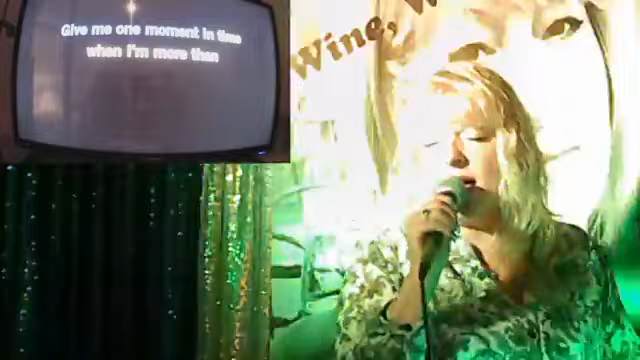 Give me one moment in time
when I'm more than
Wine, W